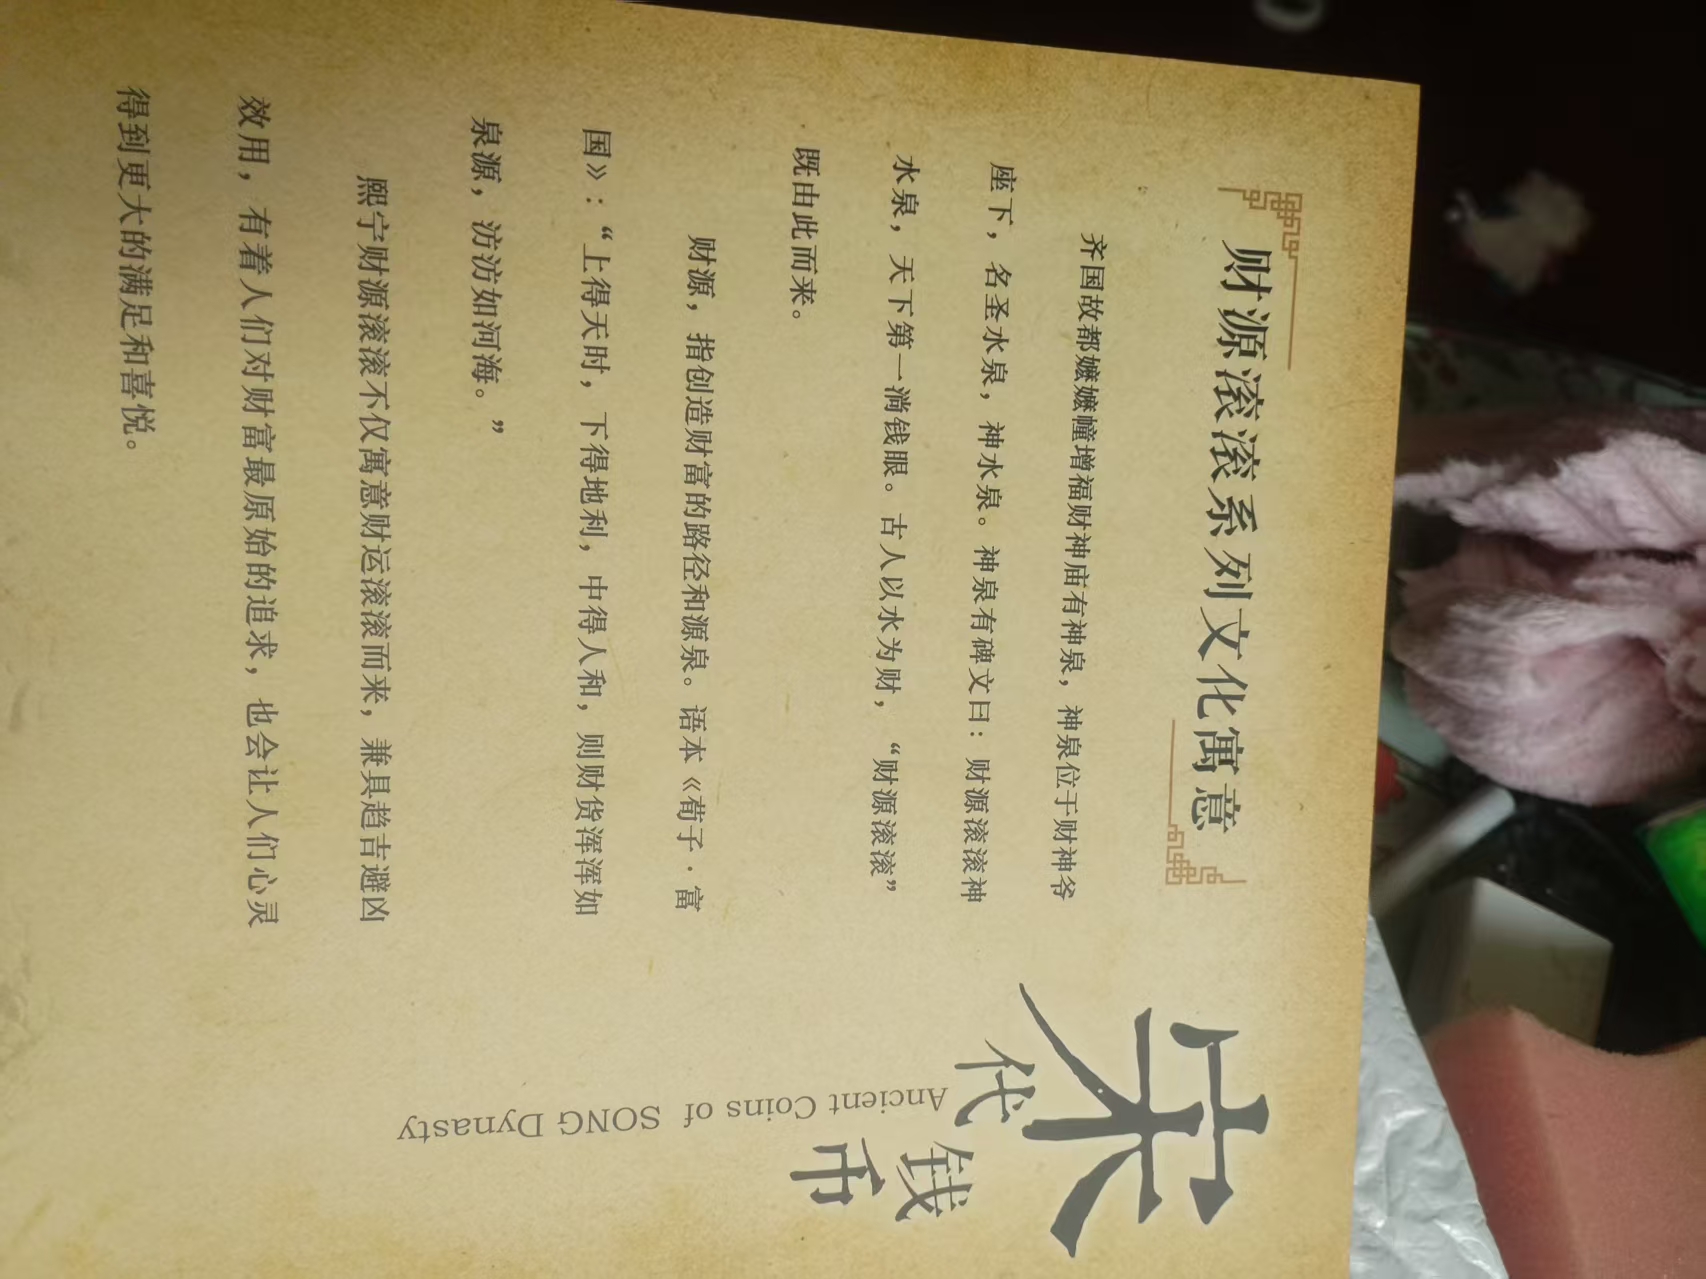 财源滚滚系列文化寓意
齐国故都嬷嬷幢增福财神庙有神泉，神泉位于财神爷
座下，名圣水泉，神水泉。神泉有碑文曰：财源滚滚神
水泉，天下第一淌钱眼。古人以水为财，“财源滚滚”
既由此而来。
财源，指创造财富的路径和源泉。语本《荀子·富
国》：“上得天时，下得地利，中得人和，则财货浑浑如
泉源，汸汸如河海。”
熙宁财源滚滚不仅寓意财运滚滚而来，兼具趋吉避凶
效用，有着人们对财富最原始的追求，也会让人们心灵
得到更大的满足和喜悦。
宋
代
钱
币
Ancient Coins of SONG Dynasty